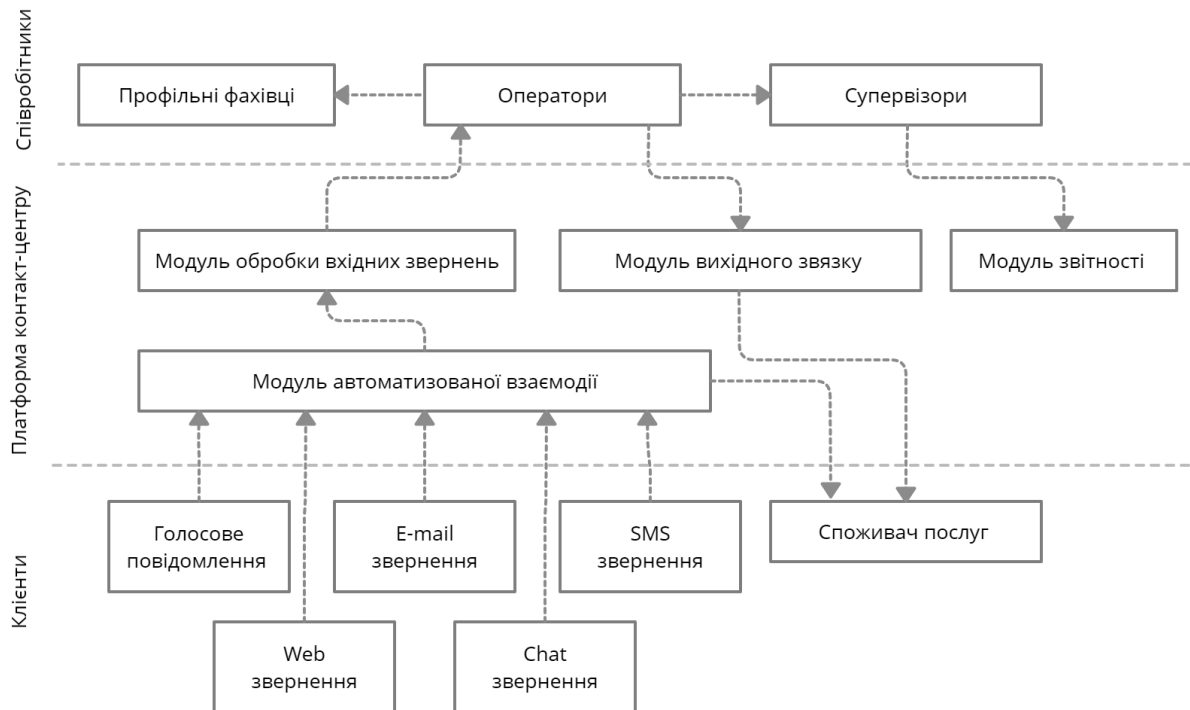 Співробітники
Профільні фахівці
Оператори
Супервізори
Платформа контакт-центру
Модуль обробки вхідних звернень
Модуль вихідного звязку
Модуль звітності
Модуль автоматизованої взаємодії
Клієнти
Голосове
повідомлення
E-mail
звернення
SMS
звернення
Споживач послуг
Web
звернення
Chat
звернення